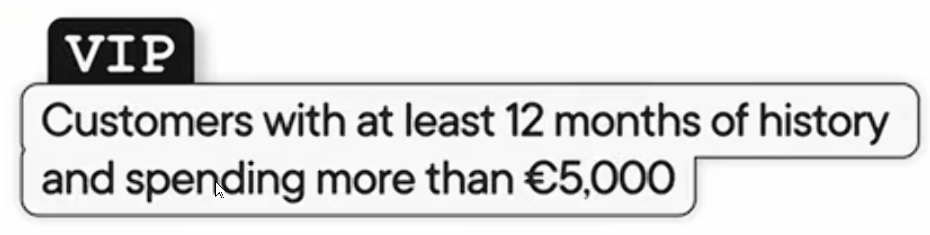 VIP
Customers with at least 12 months of history
and spending more than €5,000